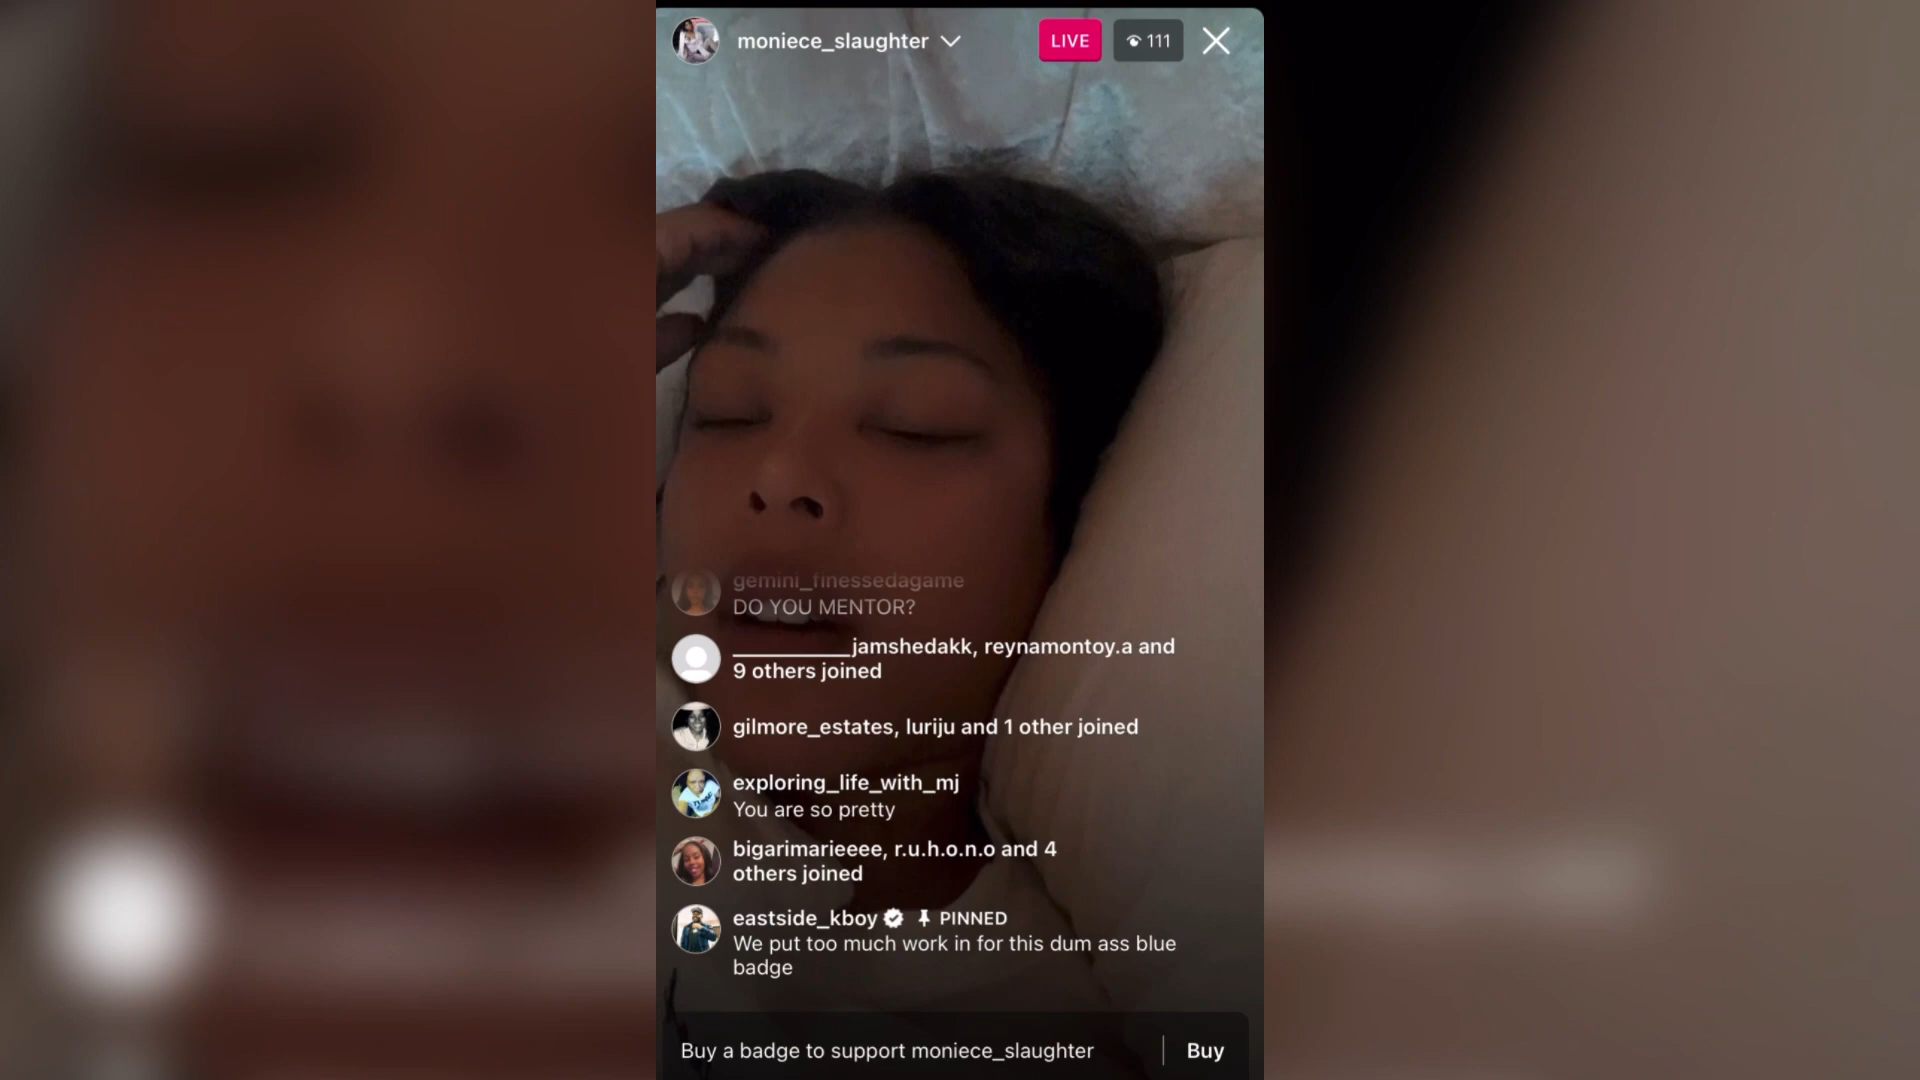 moniece_slaughter
LIVE
111
gemini_finessedagame
DO YOU MENTOR?
___________jamshedakk, reynamontoy.a and
9 others joined
gilmore_estates, luriju and 1 other joined
exploring_life_with_mj
You are so pretty
bigarimarieeee, r.u.h.o.n.o and 4
others joined
eastside_kboy PINNED
We put too much work in for this dum ass blue
badge
Buy a badge to support moniece_slaughter
Buy